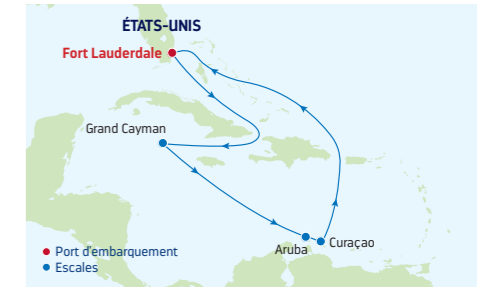 ÉTATS-UNIS
Fort Lauderdale
Grand Cayman
Aruba
Curaçao
Port d'embarquement
Escales